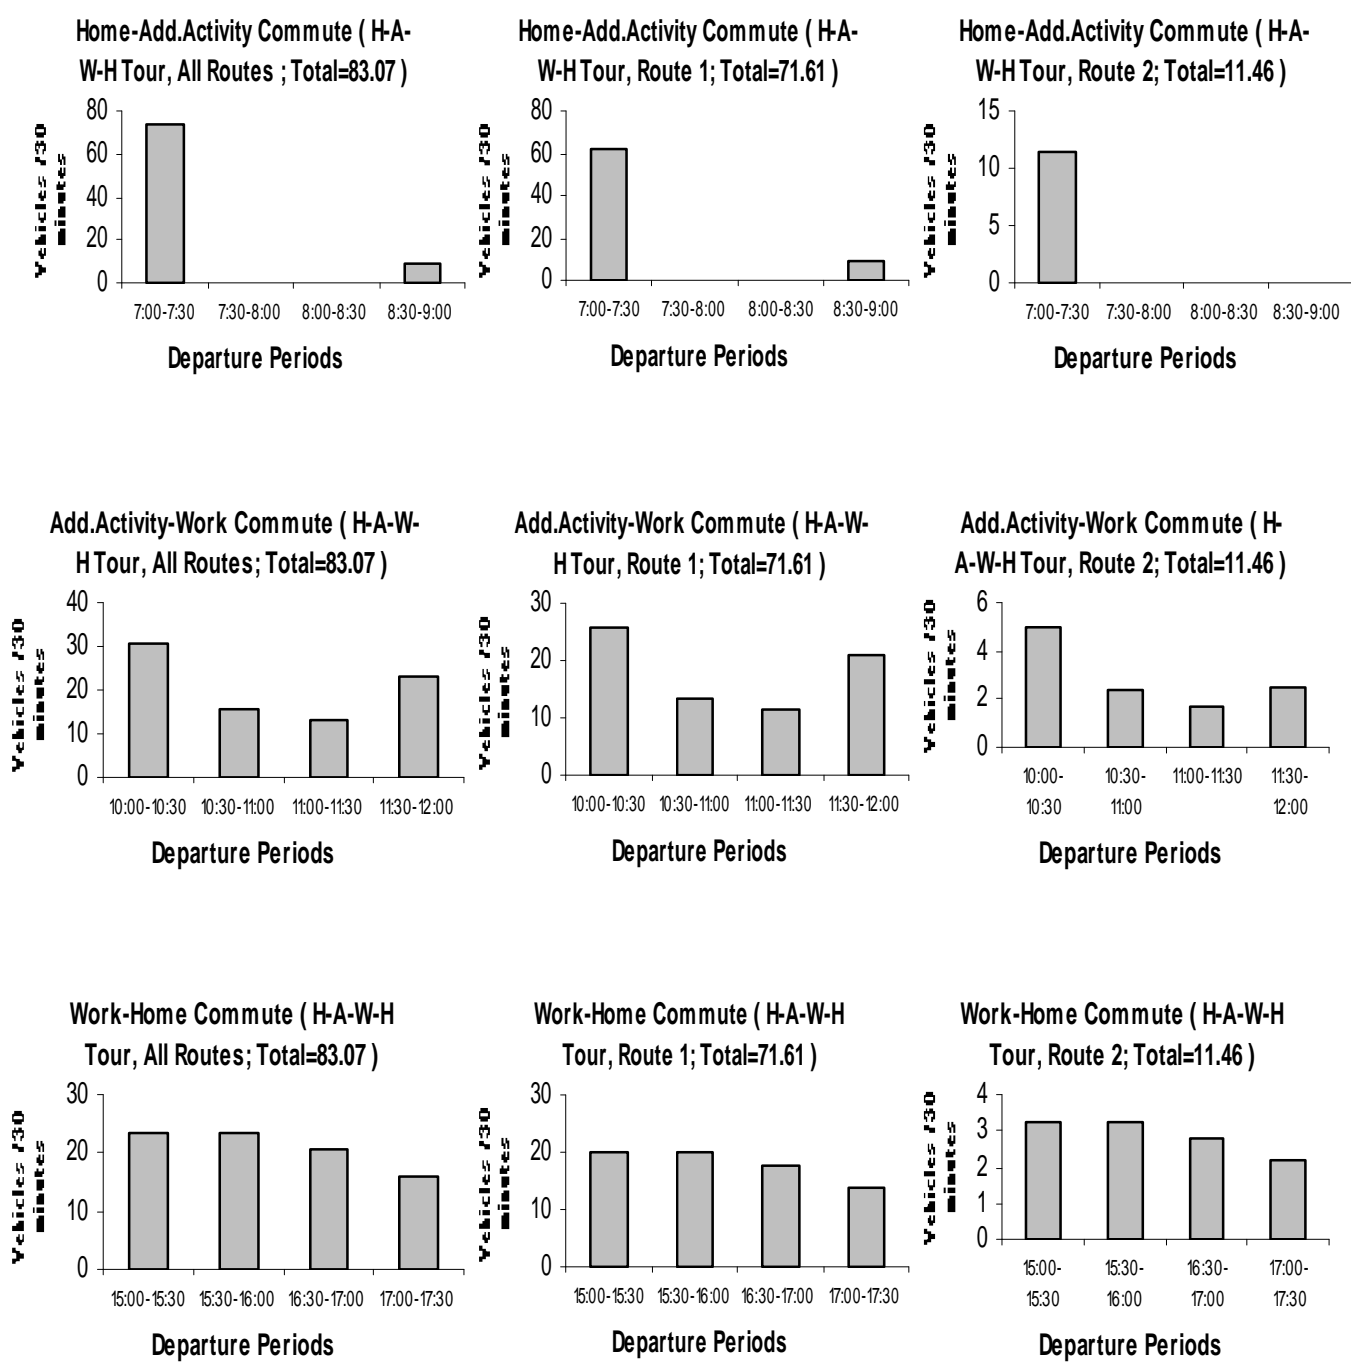 Home-Add.Activity Commute ( H-A-
W-H Tour, All Routes ; Total=83.07 )
Vehicles /30
minutes
80
60
40
20
0
7:00-7:30 7:30-8:00 8:00-8:30 8:30-9:00
Departure Periods
Home-Add.Activity Commute ( H-A-
W-H Tour, Route 1; Total=71.61 )
Vehicles /30
minutes
80
60
40
20
0
7:00-7:30 7:30-8:00 8:00-8:30 8:30-9:00
Departure Periods
Home-Add.Activity Commute ( H-A-
W-H Tour, Route 2; Total=11.46 )
Vehicles /30
minutes
15
10
5
0
7:00-7:30 7:30-8:00 8:00-8:30 8:30-9:00
Departure Periods
Add.Activity-Work Commute ( H-A-W-
H Tour, All Routes; Total=83.07 )
Vehicles /30
minutes
40
30
20
10
0
10:00-10:30 10:30-11:00 11:00-11:30 11:30-12:00
Departure Periods
Add.Activity-Work Commute ( H-A-W-
H Tour, Route 1; Total=71.61 )
Vehicles /30
minutes
30
20
10
0
10:00-10:30 10:30-11:00 11:00-11:30 11:30-12:00
Departure Periods
Add.Activity-Work Commute ( H-
A-W-H Tour, Route 2; Total=11.46 )
Vehicles /30
minutes
6
4
2
0
10:00- 10:30- 11:00-11:30 11:30-
10:30 11:00 12:00
Departure Periods
Work-Home Commute ( H-A-W-H
Tour, All Routes; Total=83.07 )
Vehicles /30
minutes
30
20
10
0
15:00-15:30 15:30-16:00 16:30-17:00 17:00-17:30
Departure Periods
Work-Home Commute ( H-A-W-H
Tour, Route 1; Total=71.61 )
Vehicles /30
minutes
30
20
10
0
15:00-15:30 15:30-16:00 16:30-17:00 17:00-17:30
Departure Periods
Work-Home Commute ( H-A-W-H
Tour, Route 2; Total=11.46 )
Vehicles /30
minutes
4
3
2
1
0
15:00- 15:30- 16:30- 17:00-
15:30 16:00 17:00 17:30
Departure Periods